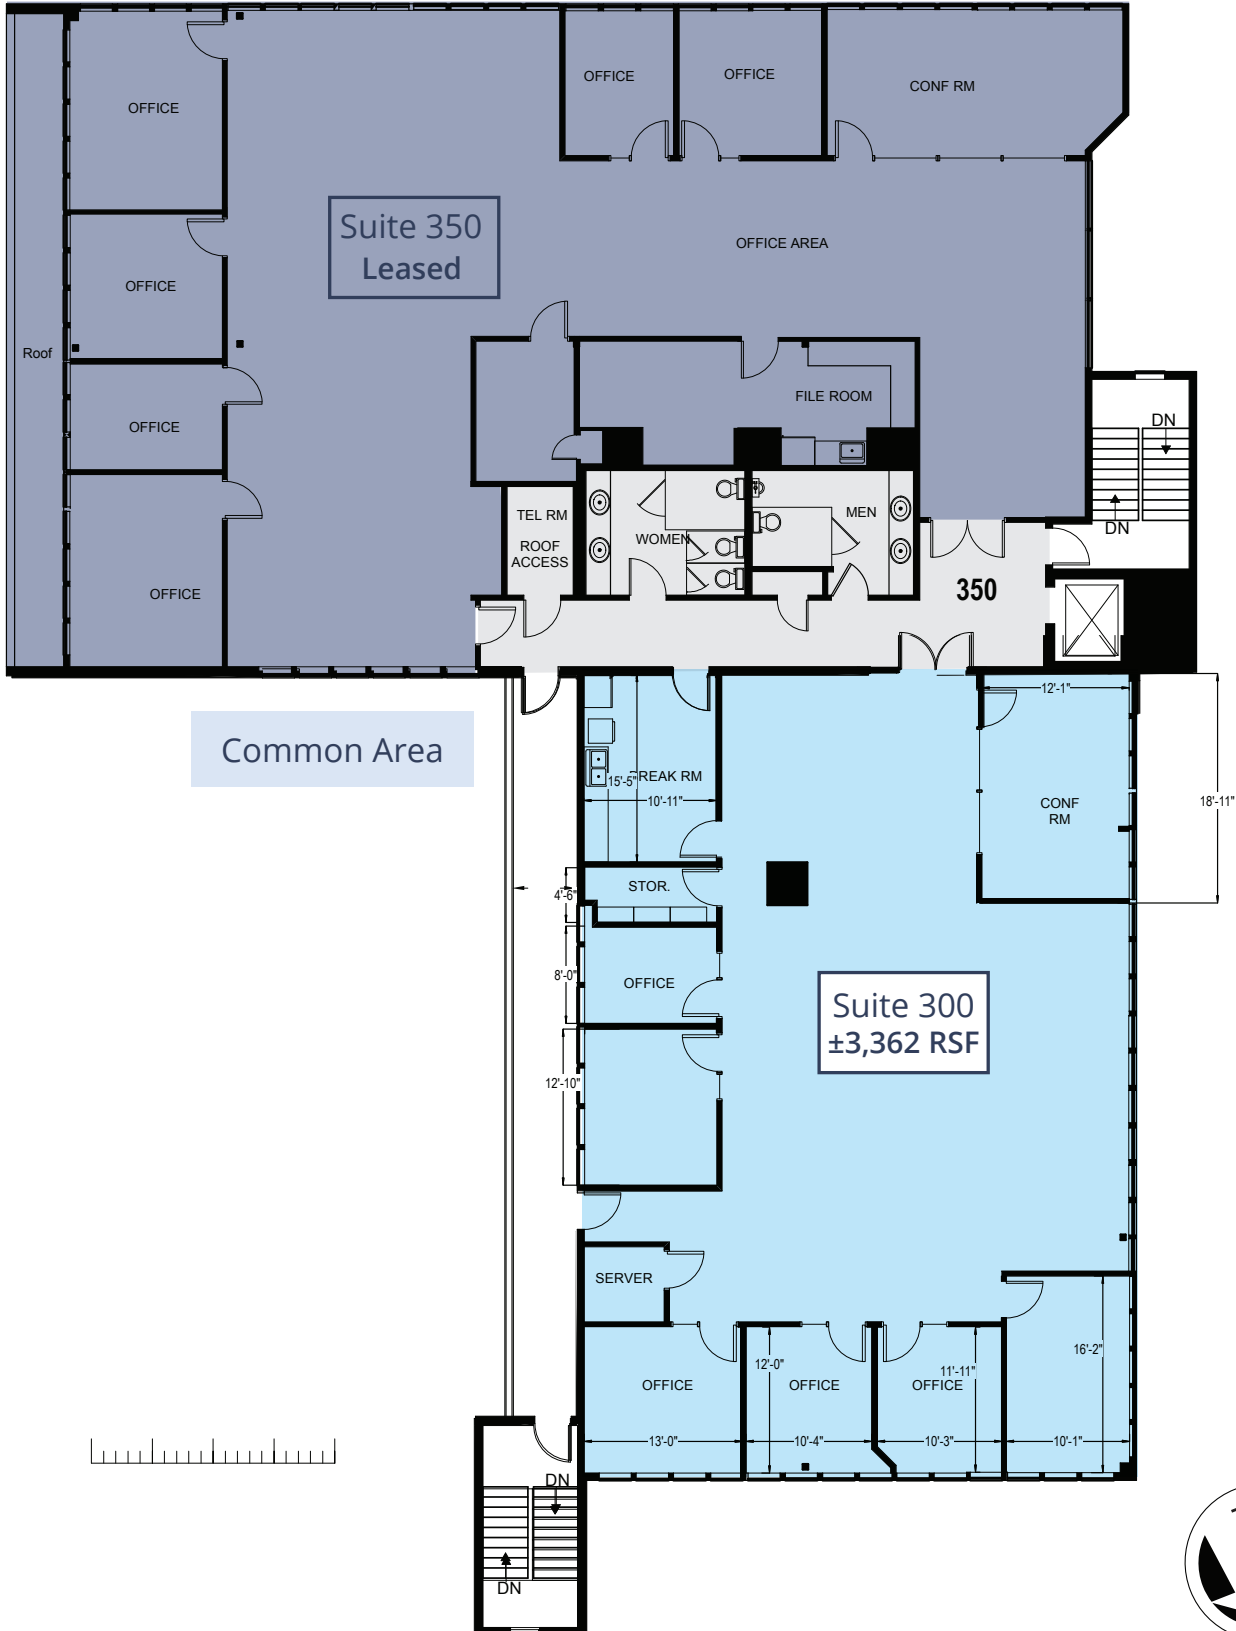 OFFICE
OFFICE
OFFICE
CONF RM
Suite 350
Leased
OFFICE AREA
OFFICE
Roof
FILE ROOM
OFFICE
DN
TEL RM
ROOF
ACCESS
WOMEN
MEN
DN
OFFICE
350
12'-1"
Common Area
15'-5"
REAK RM
10'-11"
CONF
RM
18'-11"
STOR.
4'-6"
8'-0"
OFFICE
Suite 300
±3,362 RSF
12'-10"
SERVER
16'-2"
12'-0"
11'-11"
OFFICE
OFFICE
OFFICE
13'-0"
10'-4"
10'-3"
10'-1"
DN
DN